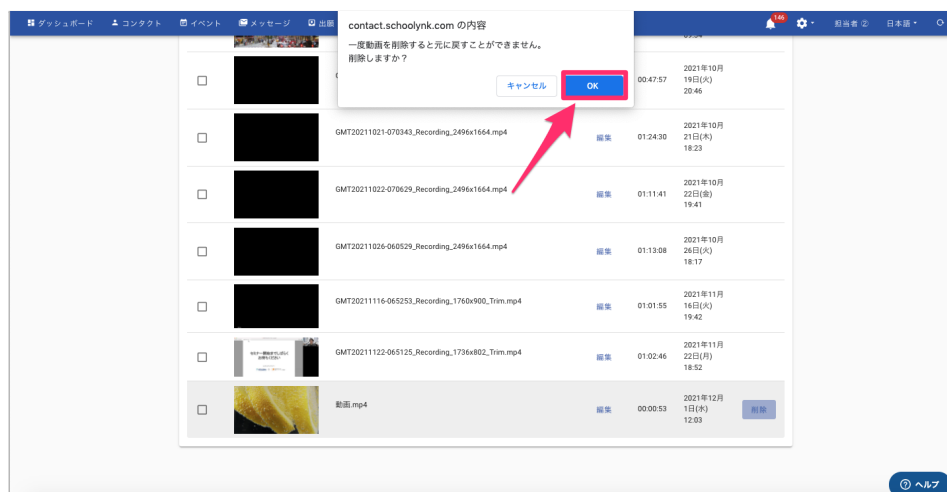 ダッシュボード コンタクト イベント メッセージ 出願
146
担当者 ② 日本語
contact.schoolynk.com の内容
一度動画を削除すると元に戻すことができません。
削除しますか？
キャンセル OK
00:47:57
2021年10月
19日(火)
20:46
GMT20211021-070343_Recording_2496x1664.mp4
編集
01:24:30
2021年10月
21日(木)
18:23
GMT20211022-070629_Recording_2496x1664.mp4
編集
01:11:41
2021年10月
22日(金)
19:41
GMT20211026-060529_Recording_2496x1664.mp4
編集
01:13:08
2021年10月
26日(火)
18:17
GMT20211116-065253_Recording_1760x900_Trim.mp4
編集
01:01:55
2021年11月
16日(火)
19:42
GMT20211122-065125_Recording_1736x802_Trim.mp4
編集
01:02:46
2021年11月
22日(月)
18:52
動画.mp4
編集
00:00:53
2021年12月
1日(水)
12:03
削除
ヘルプ